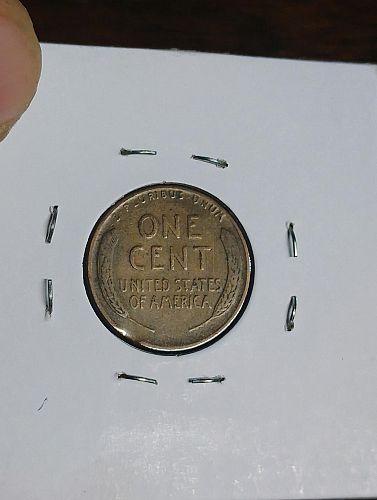 E PLURIBUS UNUM
ONE
CENT
UNITED STATES
OF AMERICA